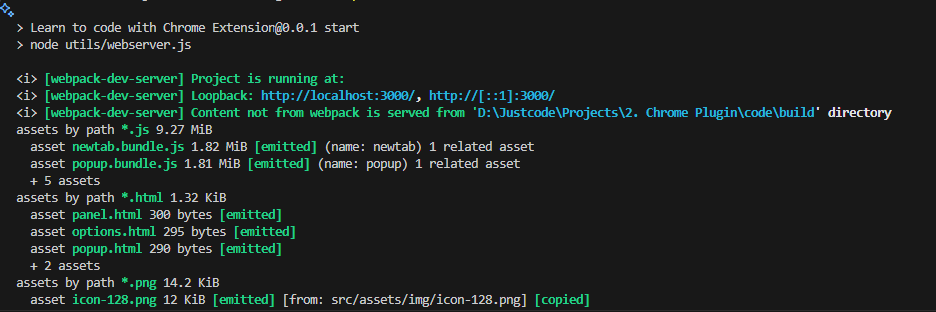 > Learn to code with Chrome Extension@0.0.1 start
> node utils/webserver.js
<i> [webpack-dev-server] Project is running at:
<i> [webpack-dev-server] Loopback: http://localhost:3000/, http://[::1]:3000/
<i> [webpack-dev-server] Content not from webpack is served from 'D:\Justcode\Projects\2. Chrome Plugin\code\build' directory
assets by path *.js 9.27 MiB
  asset newtab.bundle.js 1.82 MiB [emitted] (name: newtab) 1 related asset
  asset popup.bundle.js 1.81 MiB [emitted] (name: popup) 1 related asset
  + 5 assets
assets by path *.html 1.32 KiB
  asset panel.html 300 bytes [emitted]
  asset options.html 295 bytes [emitted]
  asset popup.html 290 bytes [emitted]
  + 2 assets
assets by path *.png 14.2 KiB
  asset icon-128.png 12 KiB [emitted] [from: src/assets/img/icon-128.png] [copied]